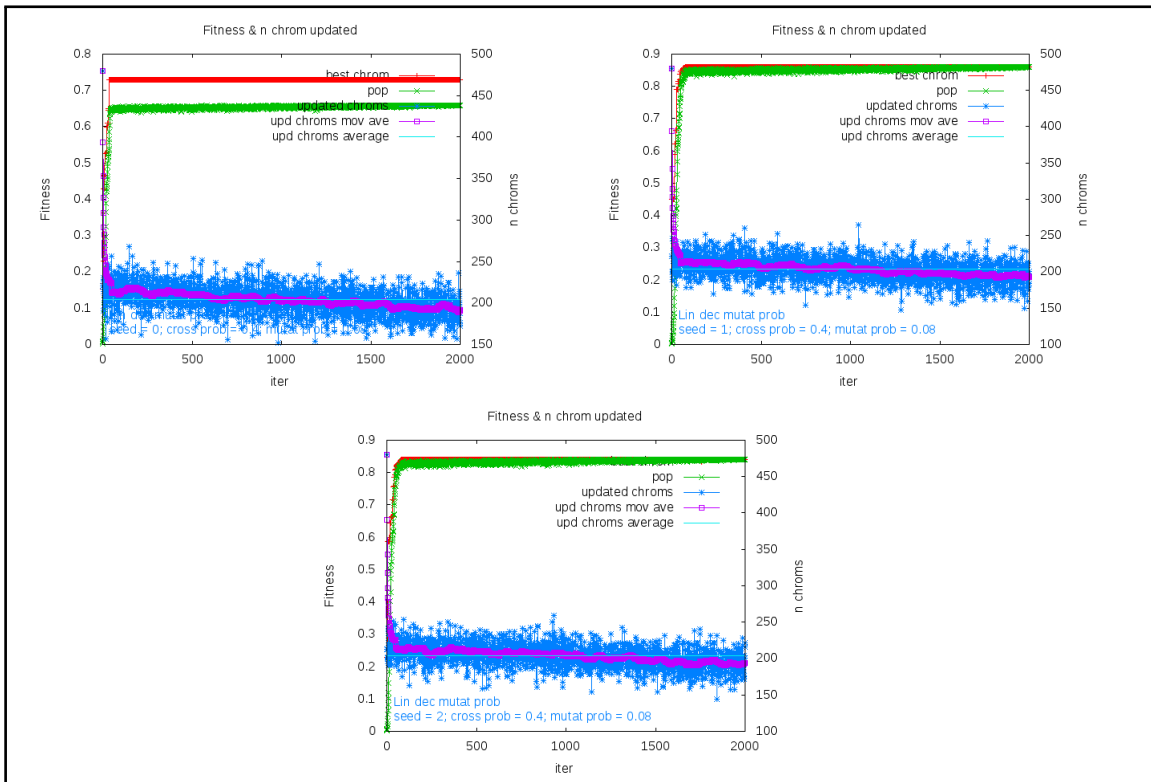 Fitness & n chrom updated
0.8
0.7
0.6
0.5
0.4
0.3
0.2
0.1
0
500
450
400
350
300
250
200
150
0
500
1000
1500
2000
Fitness
n chroms
iter
best chrom
pop
updated chroms
upd chroms mov ave
upd chroms average
seed = 0; cross prob = mutat prob =
Fitness & n chrom updated
0.9
0.8
0.7
0.6
0.5
0.4
0.3
0.2
0.1
0
500
450
400
350
300
250
200
150
100
0
500
1000
1500
2000
Fitness
n chroms
iter
best chrom
pop
updated chroms
upd chroms mov ave
upd chroms average
Lin dec mutat prob
seed = 1; cross prob = 0.4; mutat prob = 0.08
Fitness & n chrom updated
0.9
0.8
0.7
0.6
0.5
0.4
0.3
0.2
0.1
0
500
450
400
350
300
250
200
150
100
0
500
1000
1500
2000
Fitness
n chroms
iter
pop
updated chroms
upd chroms mov ave
upd chroms average
Lin dec mutat prob
seed = 2; cross prob = 0.4; mutat prob = 0.08